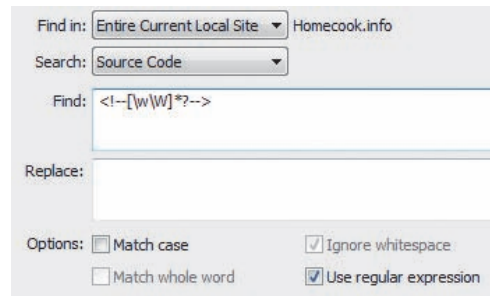 Find in: Entire Current Local Site Homecook.info
Search: Source Code
Find: <!--[\w\W]*?-->
Replace:
Options: Match case Ignore whitespace
Match whole word Use regular expression